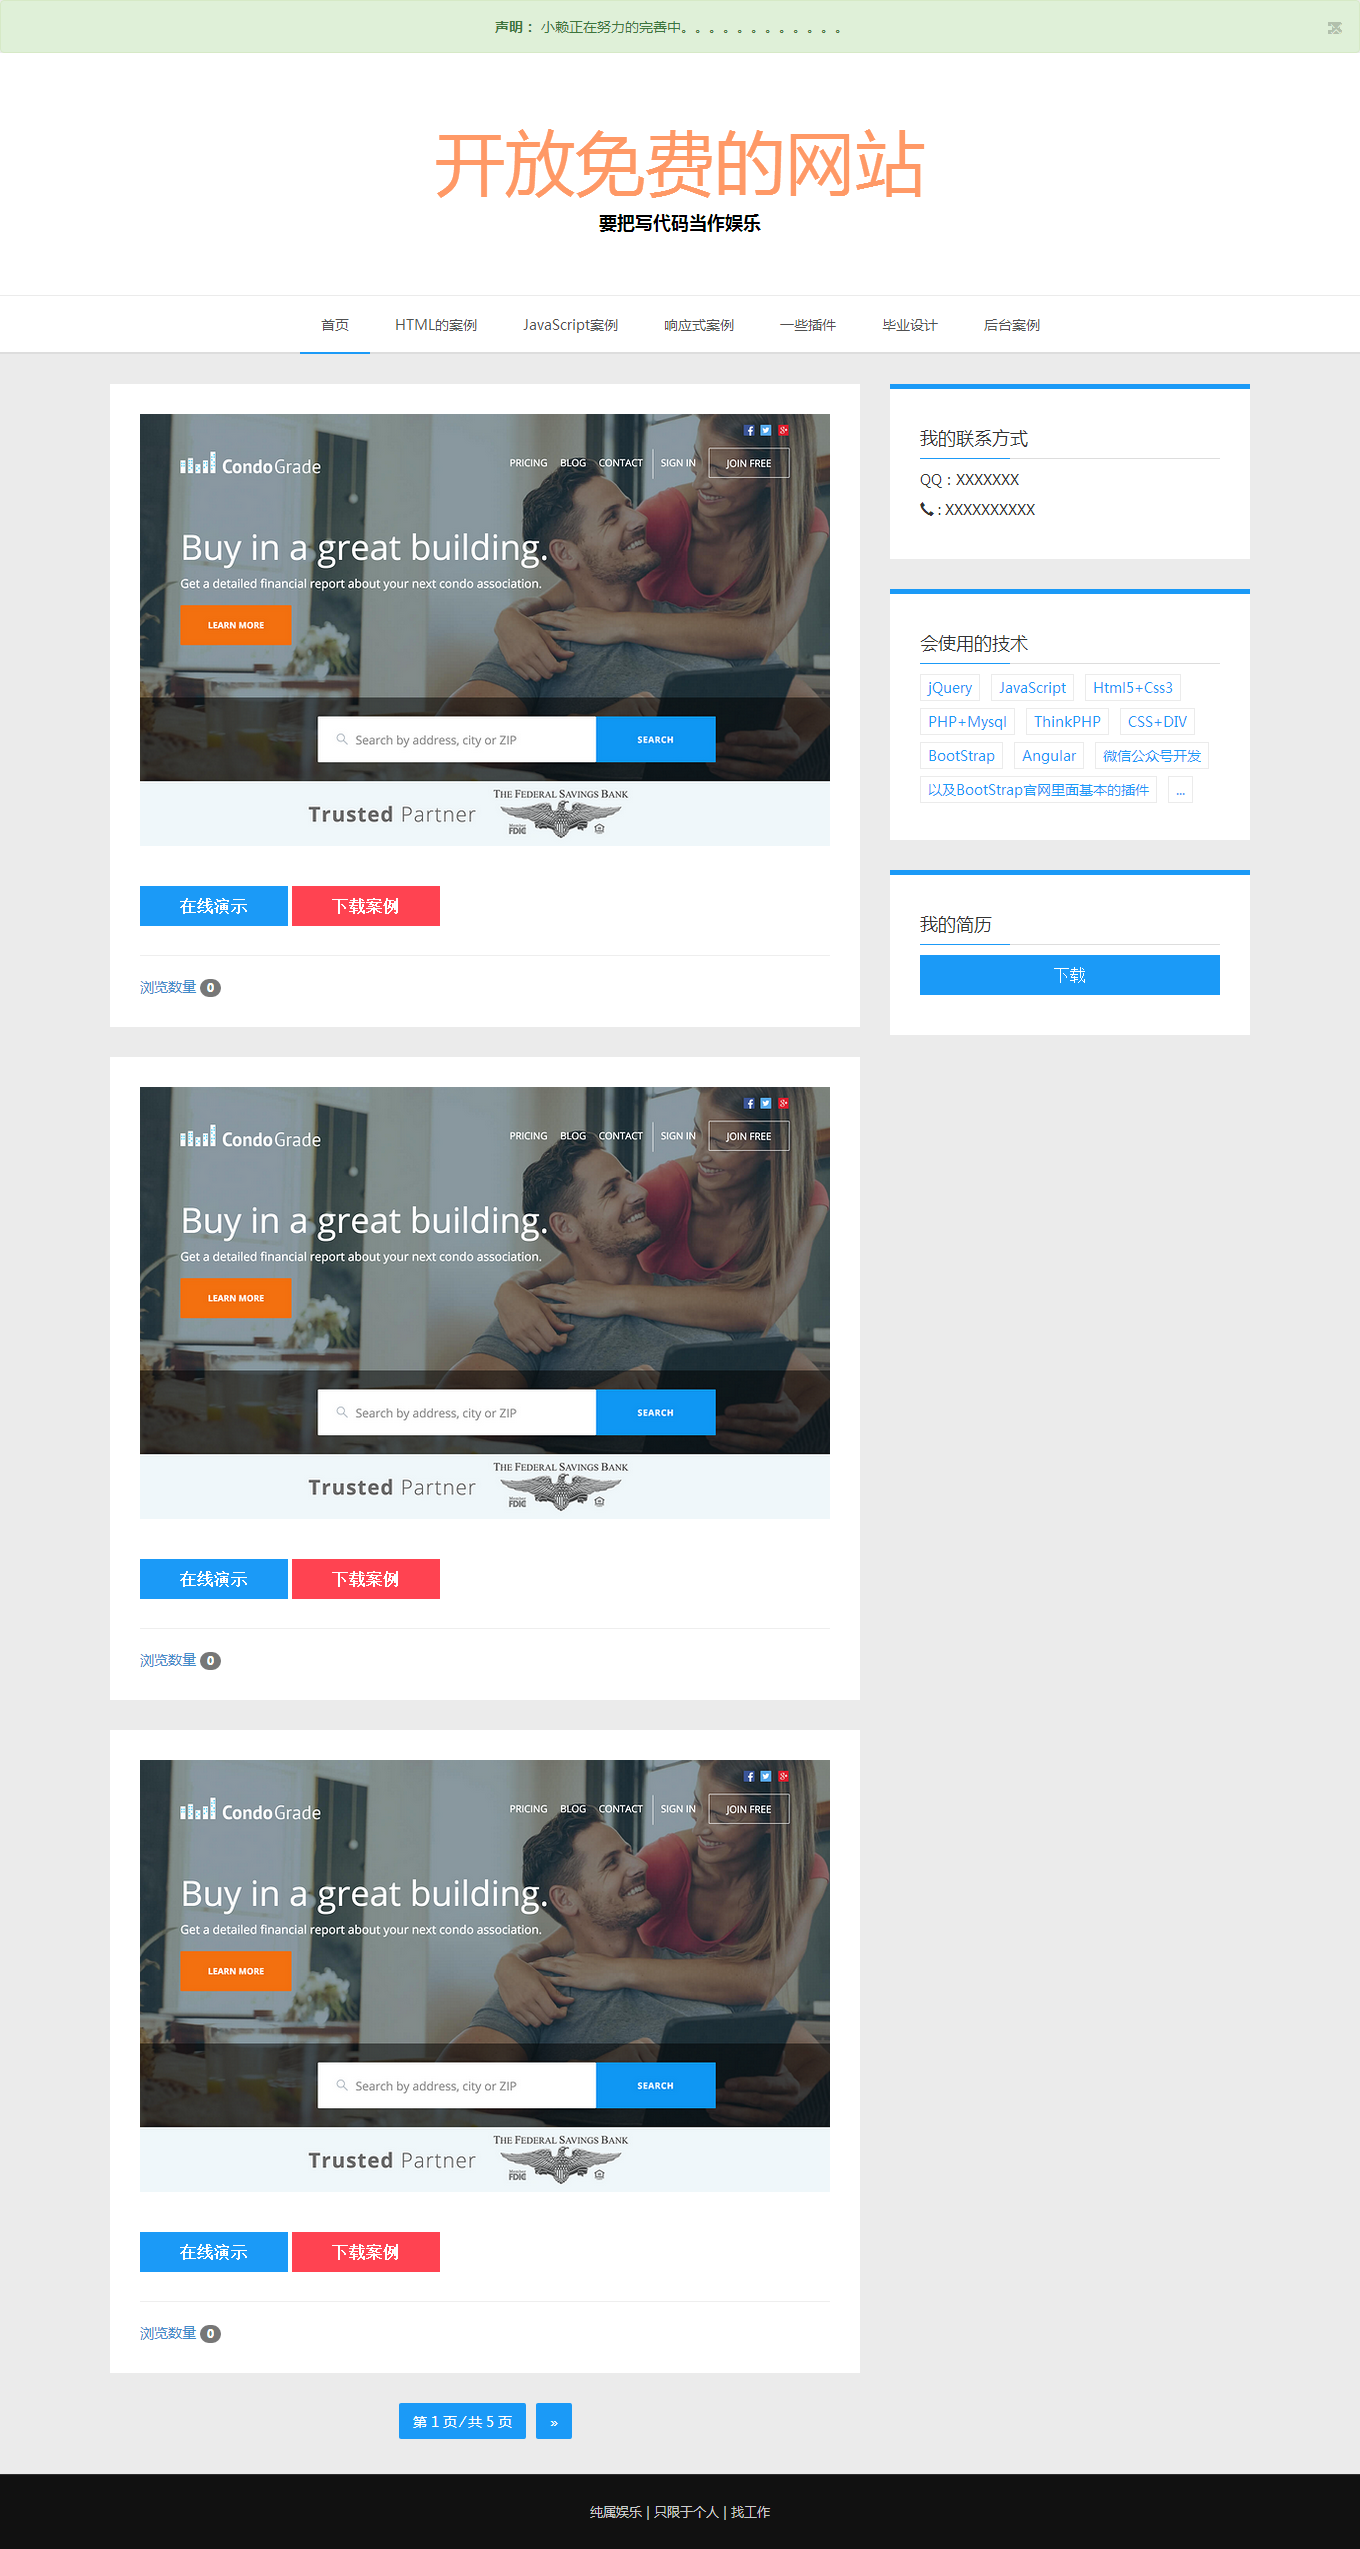 声明： 小赖正在努力的完善中。。。。。。。。。。。。
开放免费的网站
要把写代码当作娱乐
首页 HTML的案例 JavaScript案例 响应式案例 一些插件 毕业设计 后台案例
CondoGrade
PRICING BLOG CONTACT SIGN IN JOIN FREE
Buy in a great building.
Get a detailed financial report about your next condo association.
LEARN MORE
Search by address, city or ZIP SEARCH
Trusted Partner THE FEDERAL SAVINGS BANK
Member FDIC
在线演示 下载案例
浏览数量 0
CondoGrade
PRICING BLOG CONTACT SIGN IN JOIN FREE
Buy in a great building.
Get a detailed financial report about your next condo association.
LEARN MORE
Search by address, city or ZIP SEARCH
Trusted Partner THE FEDERAL SAVINGS BANK
Member FDIC
在线演示 下载案例
浏览数量 0
CondoGrade
PRICING BLOG CONTACT SIGN IN JOIN FREE
Buy in a great building.
Get a detailed financial report about your next condo association.
LEARN MORE
Search by address, city or ZIP SEARCH
Trusted Partner THE FEDERAL SAVINGS BANK
Member FDIC
在线演示 下载案例
浏览数量 0
第 1 页/共 5 页 »
我的联系方式
QQ : XXXXXXX
: XXXXXXXXXX
会使用的技术
jQuery JavaScript Html5+Css3
PHP+Mysql ThinkPHP CSS+DIV
BootStrap Angular 微信公众号开发
以及BootStrap官网里面基本的插件 ...
我的简历
下载
纯属娱乐 | 只限于个人 | 找工作